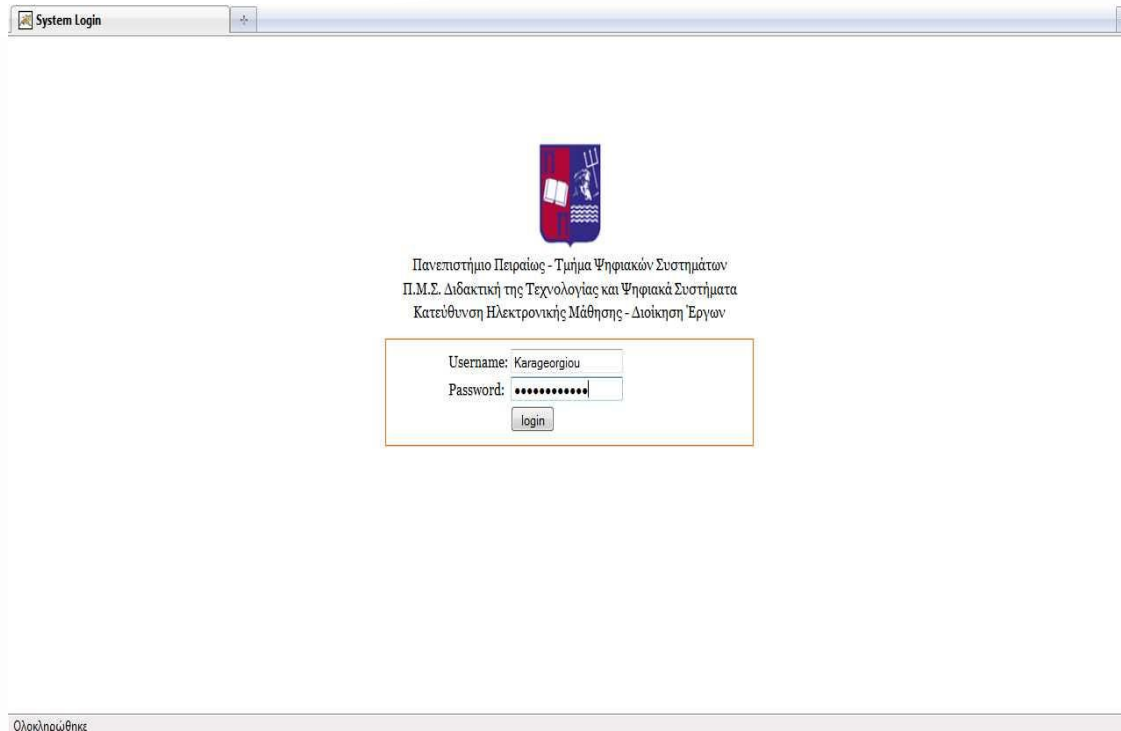 System Login
Πανεπιστήμιο Πειραίως - Τμήμα Ψηφιακών Συστημάτων
Π.Μ.Σ. Διδακτική της Τεχνολογίας και Ψηφιακά Συστήματα
Κατεύθυνση Ηλεκτρονικής Μάθησης - Διοίκηση Έργων
Username: Karageorgiou
Password: ••••••••••••
login
Ολοκληρώθηκε